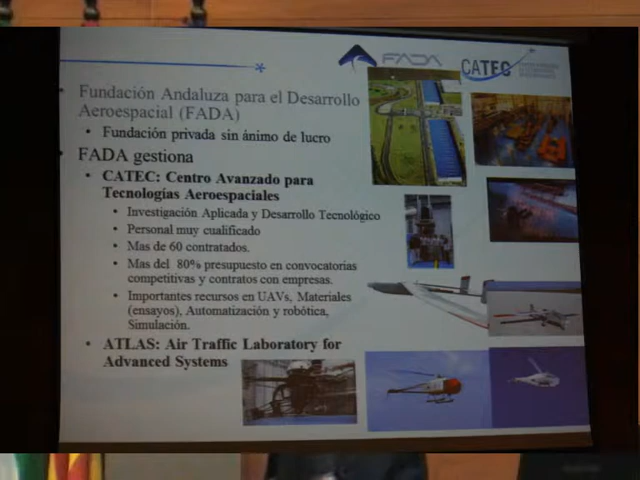 FADA
CATEC
Fundación Andaluza para el Desarrollo
Aeroespacial (FADA)
• Fundación privada sin ánimo de lucro
FADA gestiona
• CATEC: Centro Avanzado para
Tecnologías Aeroespaciales
• Investigación Aplicada y Desarrollo Tecnológico
• Personal muy cualificado
• Mas de 60 contratados.
• Mas del 80% presupuesto en convocatorias
competitivas y contratos con empresas.
• Importantes recursos en UAVs, Materiales
(ensayos), Automatización y robótica,
Simulación.
• ATLAS: Air Traffic Laboratory for
Advanced Systems